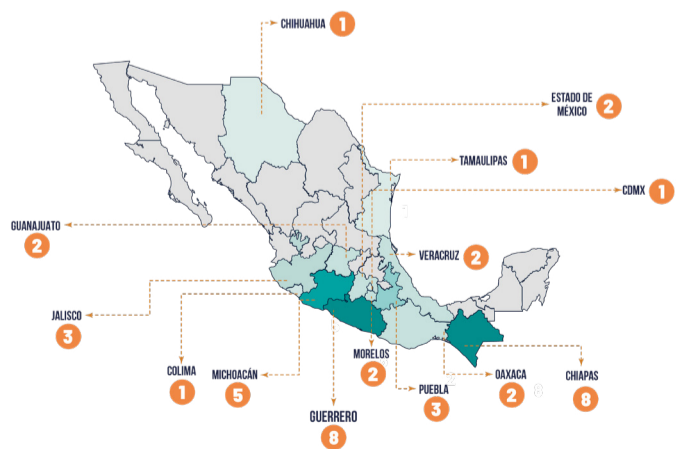 CHIHUAHUA 1
ESTADO DE
MÉXICO 2
TAMAULIPAS 1
CDMX 1
GUANAJUATO
2
VERACRUZ 2
JALISCO
3
MORELOS
2
COLIMA
1
MICHOACÁN
5
PUEBLA
3
OAXACA
2
CHIAPAS
8
GUERRERO
8